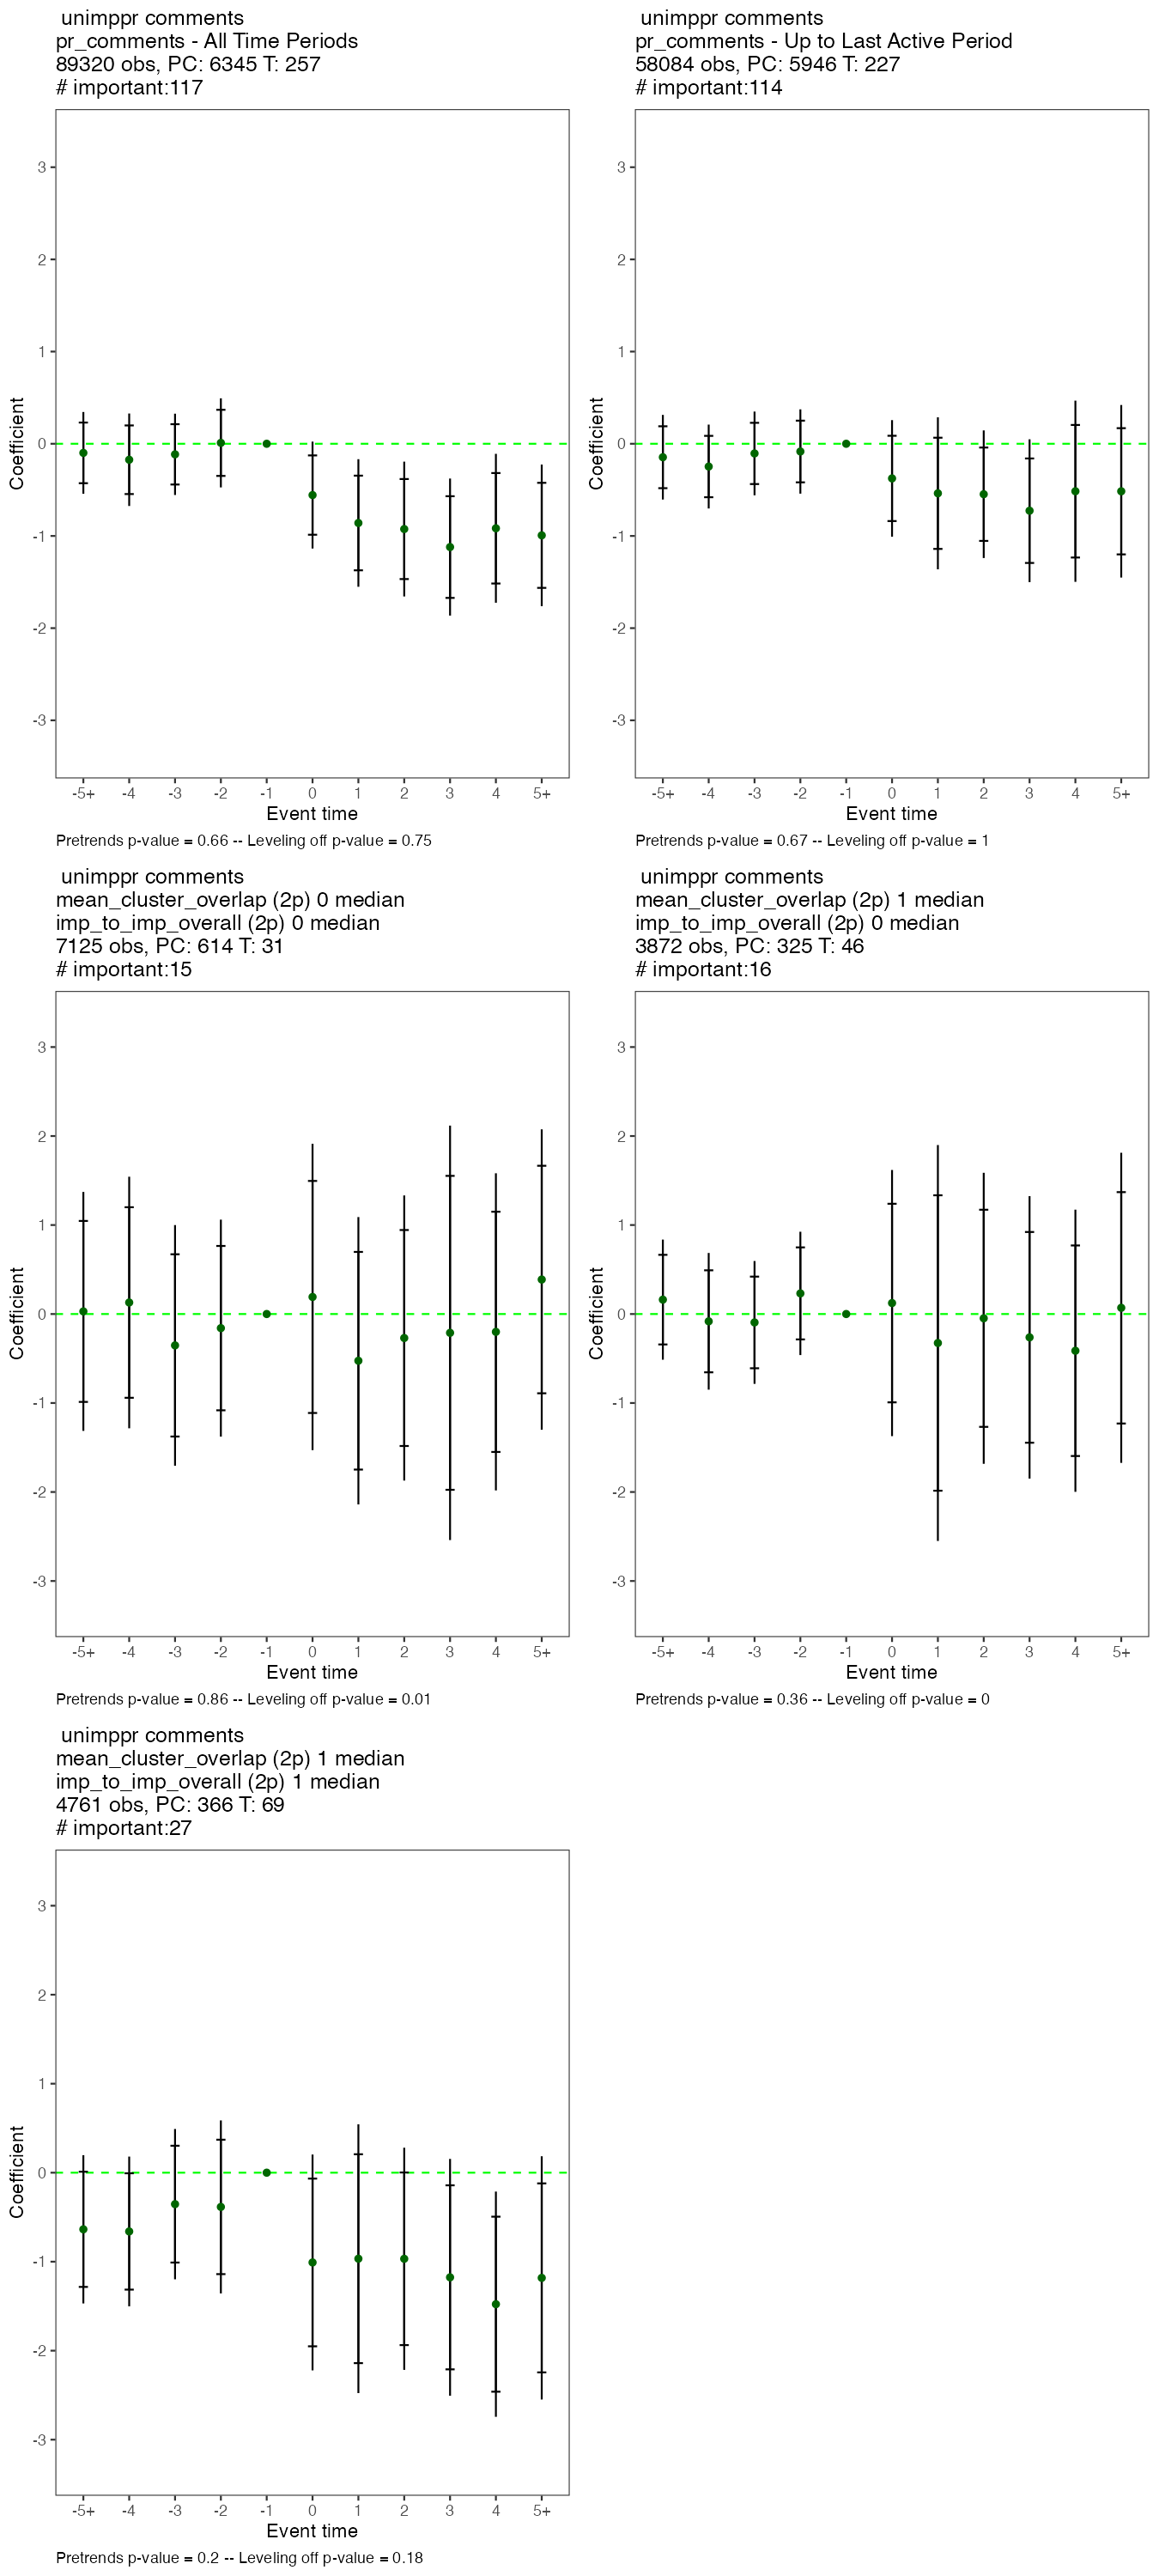 unimppr comments
pr_comments - All Time Periods
89320 obs, PC: 6345 T: 257
# important:117
3
2
1
0
-1
-2
-3
Coefficient
-5+ -4 -3 -2 -1 0 1 2 3 4 5+
Event time
Pretrends p-value = 0.66 -- Leveling off p-value = 0.75
unimppr comments
pr_comments - Up to Last Active Period
58084 obs, PC: 5946 T: 227
# important:114
3
2
1
0
-1
-2
-3
Coefficient
-5+ -4 -3 -2 -1 0 1 2 3 4 5+
Event time
Pretrends p-value = 0.67 -- Leveling off p-value = 1
unimppr comments
mean_cluster_overlap (2p) 0 median
imp_to_imp_overall (2p) 0 median
7125 obs, PC: 614 T: 31
# important:15
3
2
1
0
-1
-2
-3
Coefficient
-5+ -4 -3 -2 -1 0 1 2 3 4 5+
Event time
Pretrends p-value = 0.86 -- Leveling off p-value = 0.01
unimppr comments
mean_cluster_overlap (2p) 1 median
imp_to_imp_overall (2p) 0 median
3872 obs, PC: 325 T: 46
# important:16
3
2
1
0
-1
-2
-3
Coefficient
-5+ -4 -3 -2 -1 0 1 2 3 4 5+
Event time
Pretrends p-value = 0.36 -- Leveling off p-value = 0
unimppr comments
mean_cluster_overlap (2p) 1 median
imp_to_imp_overall (2p) 1 median
4761 obs, PC: 366 T: 69
# important:27
3
2
1
0
-1
-2
-3
Coefficient
-5+ -4 -3 -2 -1 0 1 2 3 4 5+
Event time
Pretrends p-value = 0.2 -- Leveling off p-value = 0.18